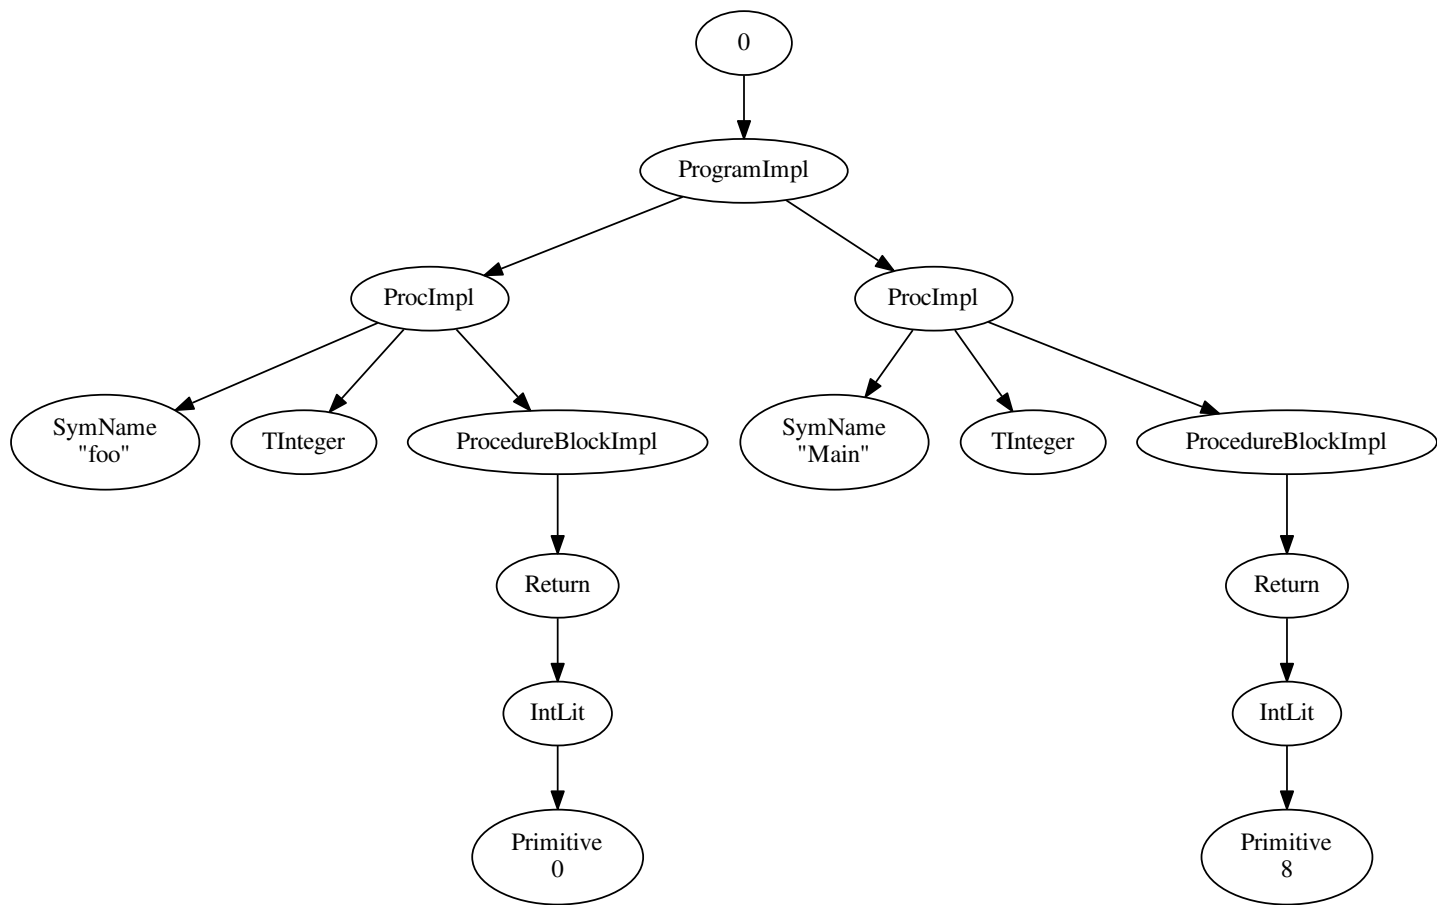 0
ProgramImpl
ProcImpl
ProcImpl
SymName
"foo"
TInteger
ProcedureBlockImpl
SymName
"Main"
TInteger
ProcedureBlockImpl
Return
Return
IntLit
IntLit
Primitive
0
Primitive
8